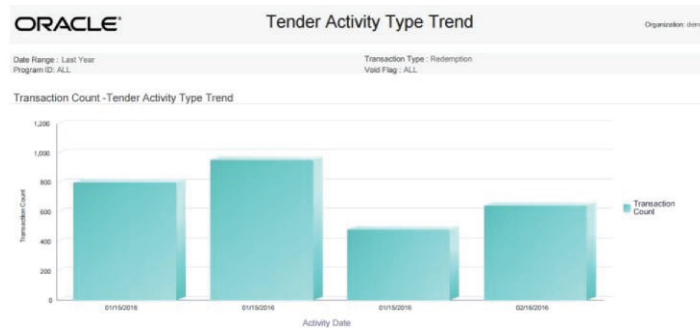 ORACLE®
Tender Activity Type Trend
Organization: dem
Date Range : Last Year
Transaction Type : Redemption
Program ID: ALL
Void Flag : ALL
Transaction Count -Tender Activity Type Trend
1,200
1,000
800
600
400
200
0
Transaction Count
01/15/2016
01/15/2016
01/15/2016
02/16/2016
Activity Date
Transaction
Count